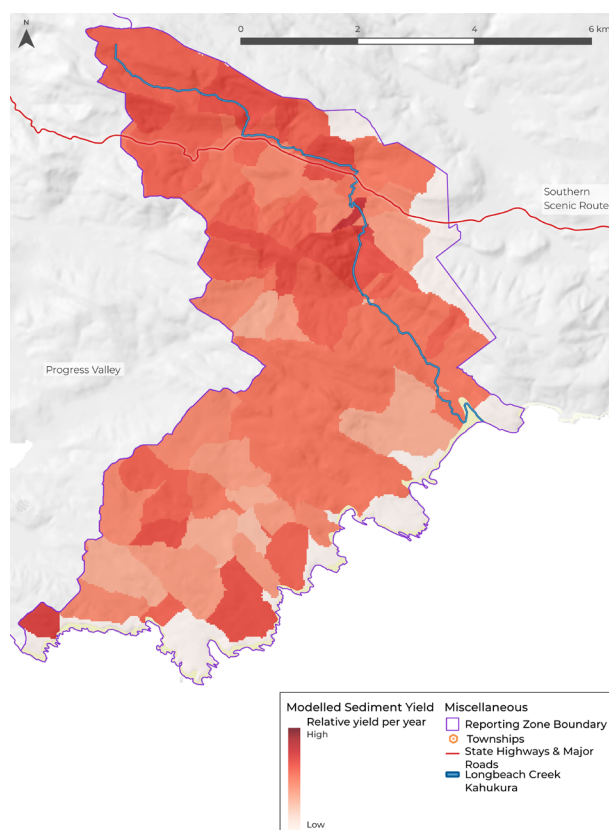 N
0 2 4 6 km
Southern
Scenic Route
Progress Valley
Modelled Sediment Yield
Relative yield per year
High
Low
Miscellaneous
Reporting Zone Boundary
Townships
State Highways & Major
Roads
Longbeach Creek
Kahukura